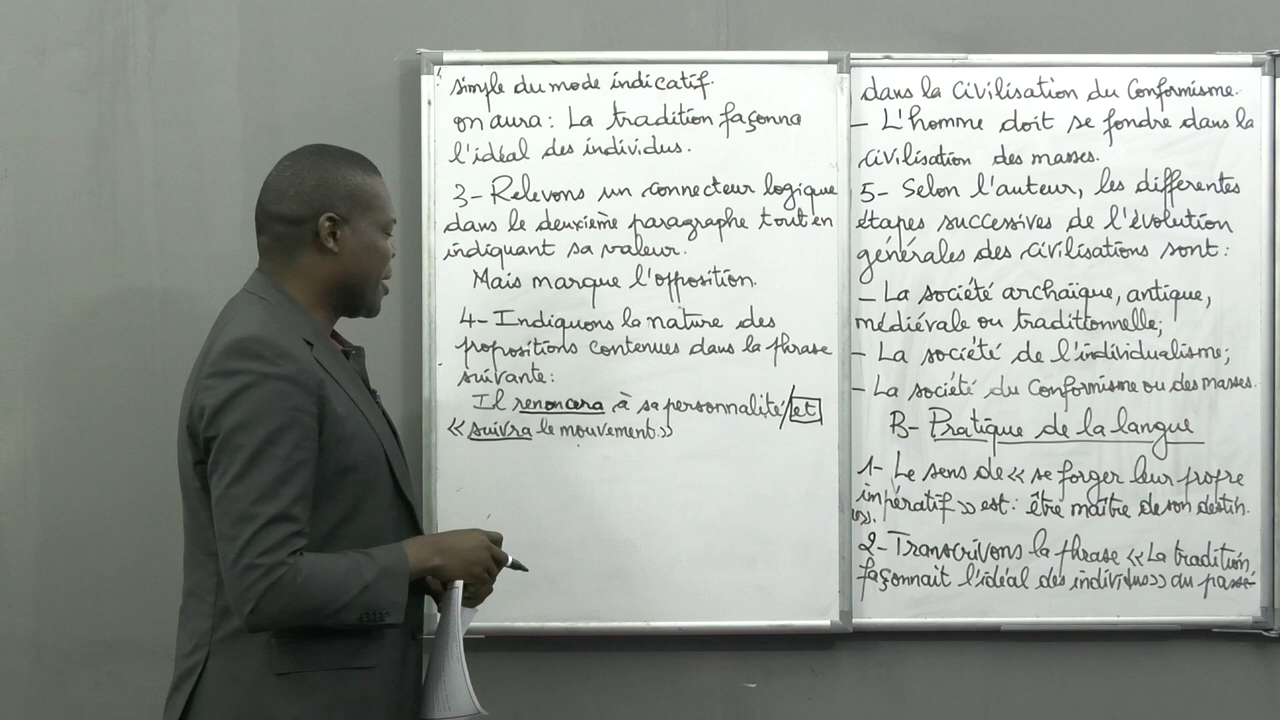 simple du mode indicatif.
on aura : La tradition façonna
l'idéal des individus.
3- Relevons un connecteur logique
dans le deuxième paragraphe tout en
indiquant sa valeur.
Mais marque l'opposition.
4- Indiquons la nature des
propositions contenues dans la phrase
suivante :
Il renoncera à sa personnalité/et
« suivra le mouvement »
dans la civilisation du Conformisme.
- L'homme doit se fondre dans la
civilisation des masses.
5- Selon l'auteur, les différentes
étapes successives de l'évolution
générales des civilisations sont :
- La société archaïque, antique,
médiévale ou traditionnelle;
- La société de l'individualisme;
- La société du Conformisme ou des masses.
B- Pratique de la langue
1- Le sens de « se forger leur propre
impératif » est : être maître de son destin.
2- Transcrivons la phrase « La tradition
façonnait l'idéal des individus » au passé